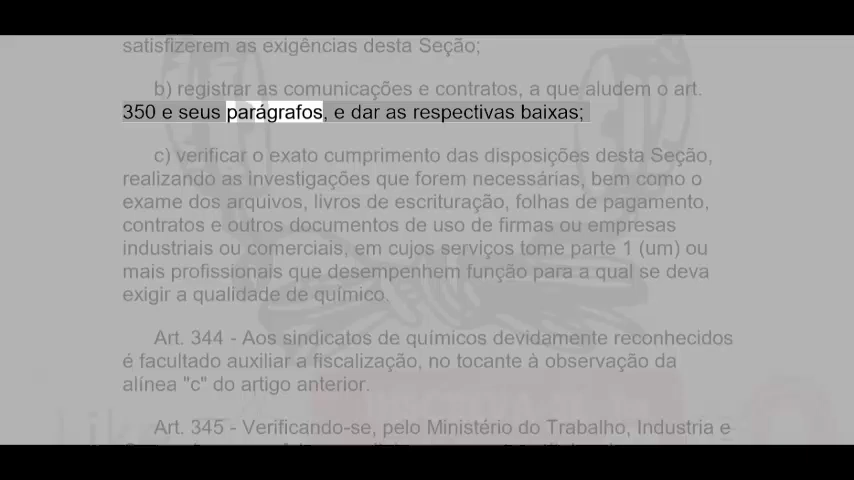 satisfizerem as exigências desta Seção;
b) registrar as comunicações e contratos, a que aludem o art.
350 e seus parágrafos, e dar as respectivas baixas;
c) verificar o exato cumprimento das disposições desta Seção,
realizando as investigações que forem necessárias, bem como o
exame dos arquivos, livros de escrituração, folhas de pagamento,
contratos e outros documentos de uso de firmas ou empresas
industriais ou comerciais, em cujos serviços tome parte 1 (um) ou
mais profissionais que desempenhem função para a qual se deva
exigir a qualidade de químico.
Art. 344 - Aos sindicatos de químicos devidamente reconhecidos
é facultado auxiliar a fiscalização, no tocante à observação da
alínea "c" do artigo anterior.
Art. 345 - Verificando-se, pelo Ministério do Trabalho, Industria e